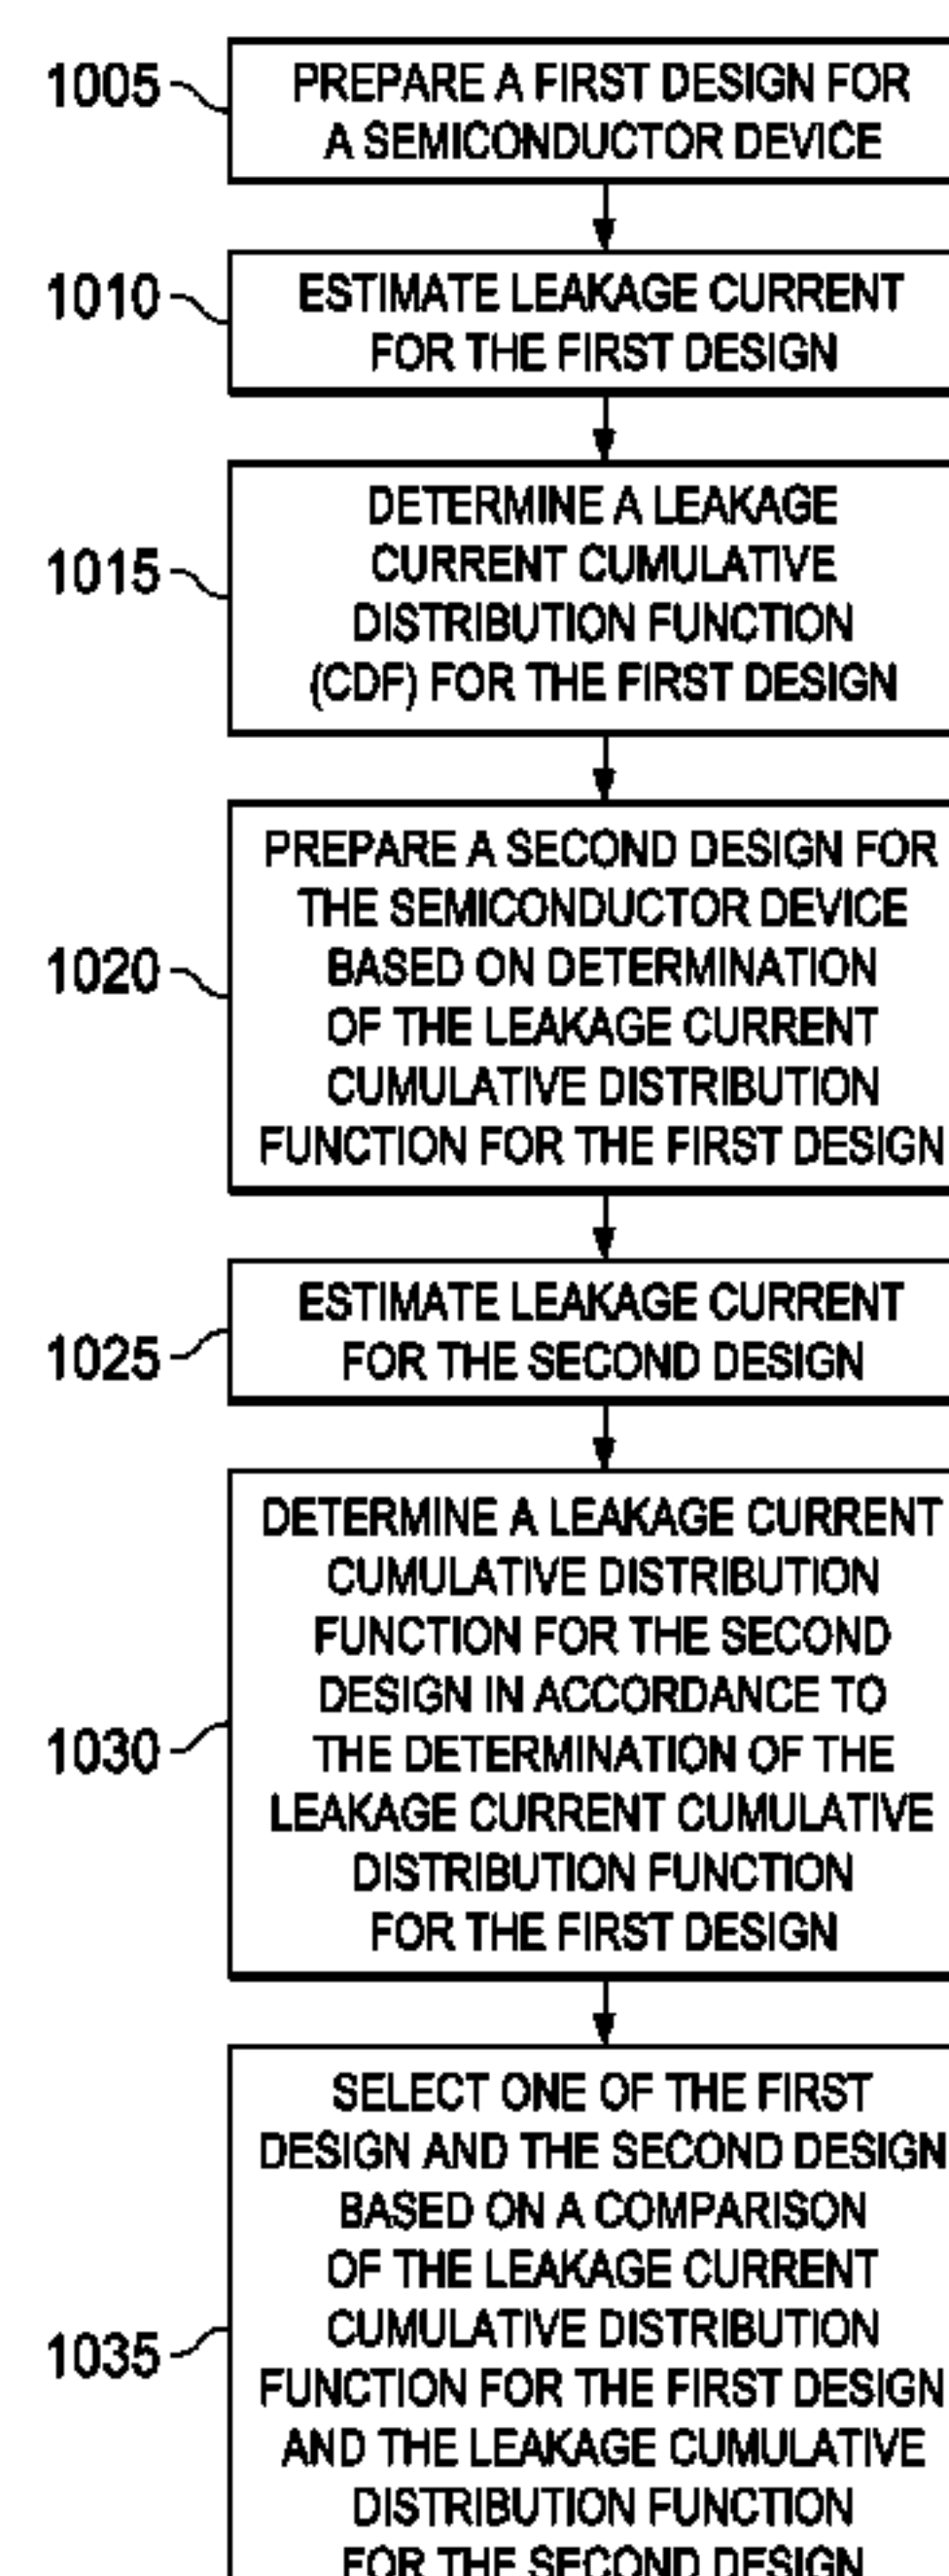 1005
PREPARE A FIRST DESIGN FOR
A SEMICONDUCTOR DEVICE
1010
ESTIMATE LEAKAGE CURRENT
FOR THE FIRST DESIGN
1015
DETERMINE A LEAKAGE
CURRENT CUMULATIVE
DISTRIBUTION FUNCTION
(CDF) FOR THE FIRST DESIGN
1020
PREPARE A SECOND DESIGN FOR
THE SEMICONDUCTOR DEVICE
BASED ON DETERMINATION
OF THE LEAKAGE CURRENT
CUMULATIVE DISTRIBUTION
FUNCTION FOR THE FIRST DESIGN
1025
ESTIMATE LEAKAGE CURRENT
FOR THE SECOND DESIGN
1030
DETERMINE A LEAKAGE CURRENT
CUMULATIVE DISTRIBUTION
FUNCTION FOR THE SECOND
DESIGN IN ACCORDANCE TO
THE DETERMINATION OF THE
LEAKAGE CURRENT CUMULATIVE
DISTRIBUTION FUNCTION
FOR THE FIRST DESIGN
1035
SELECT ONE OF THE FIRST
DESIGN AND THE SECOND DESIGN
BASED ON A COMPARISON
OF THE LEAKAGE CURRENT
CUMULATIVE DISTRIBUTION
FUNCTION FOR THE FIRST DESIGN
AND THE LEAKAGE CUMULATIVE
DISTRIBUTION FUNCTION
FOR THE SECOND DESIGN